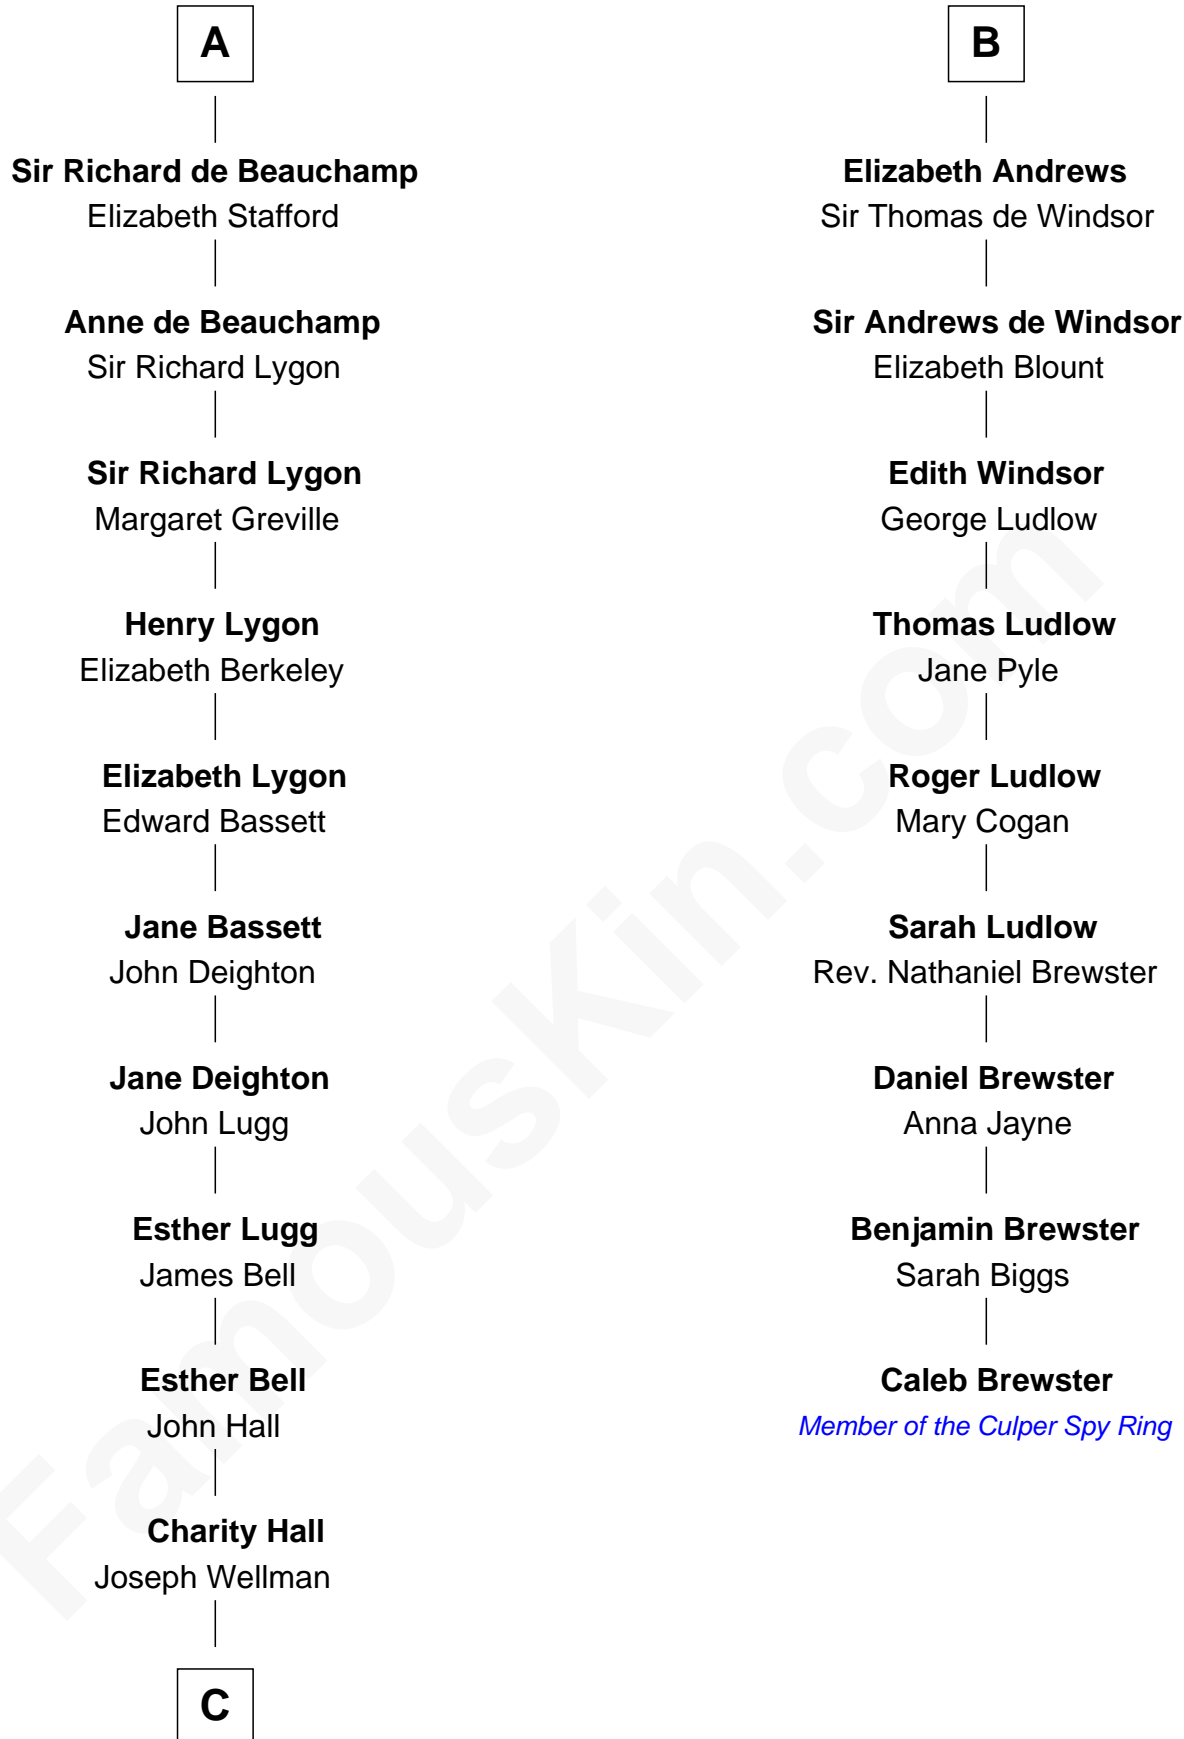 A
Sir Richard de Beauchamp
Elizabeth Stafford
Anne de Beauchamp
Sir Richard Lygon
Sir Richard Lygon
Margaret Greville
Henry Lygon
Elizabeth Berkeley
Elizabeth Lygon
Edward Bassett
Jane Bassett
John Deighton
Jane Deighton
John Lugg
Esther Lugg
James Bell
Esther Bell
John Hall
Charity Hall
Joseph Wellman
C
B
Elizabeth Andrews
Sir Thomas de Windsor
Sir Andrews de Windsor
Elizabeth Blount
Edith Windsor
George Ludlow
Thomas Ludlow
Jane Pyle
Roger Ludlow
Mary Cogan
Sarah Ludlow
Rev. Nathaniel Brewster
Daniel Brewster
Anna Jayne
Benjamin Brewster
Sarah Biggs
Caleb Brewster
Member of the Culper Spy Ring
FamousKin.com